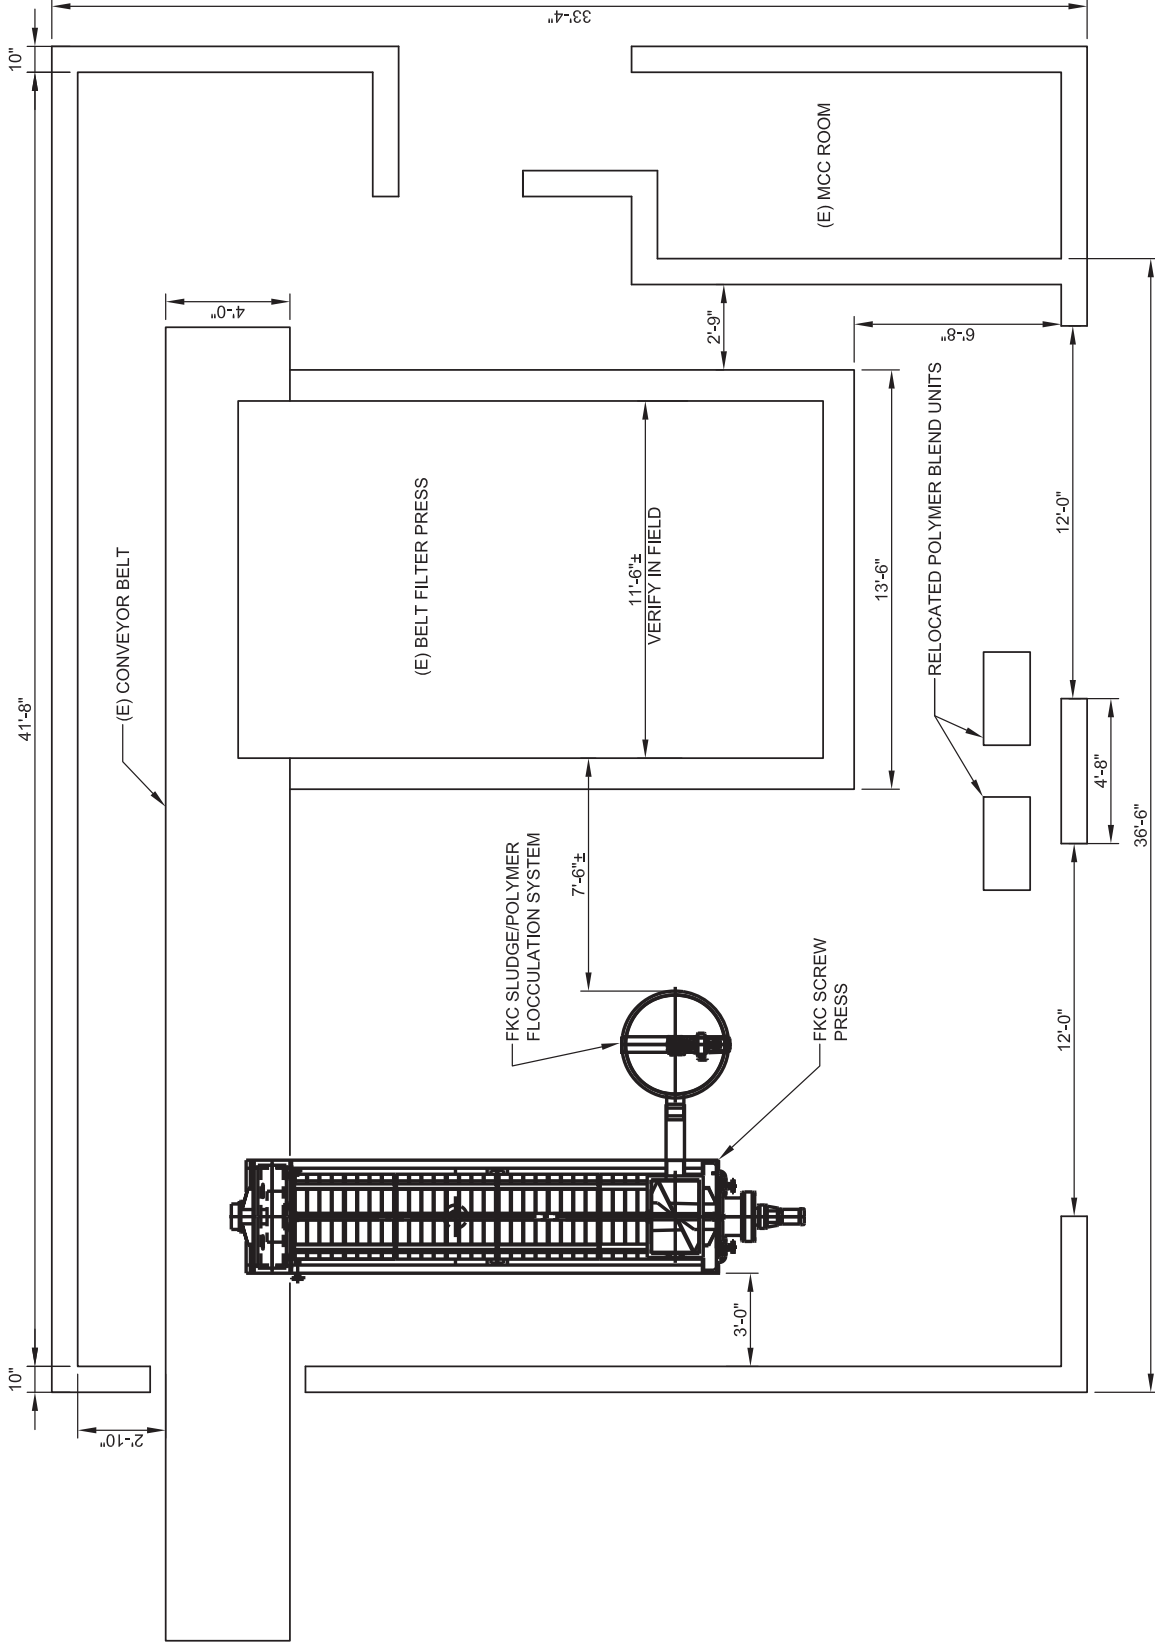 10"
41'-8"
10"
33'-4"
2'-10"
(E) CONVEYOR BELT
4'-0"
(E) BELT FILTER PRESS
(E) MCC ROOM
2'-9"
6'-8"
11'-6"±
VERIFY IN FIELD
13'-6"
7'-6"±
FKC SLUDGE/POLYMER
FLOCCULATION SYSTEM
FKC SCREW
PRESS
3'-0"
RELOCATED POLYMER BLEND UNITS
12'-0"
4'-8"
12'-0"
36'-6"